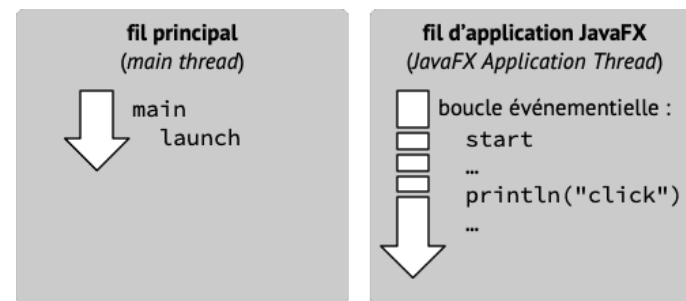 fil principal
(main thread)
main
launch
fil d’application JavaFX
(JavaFX Application Thread)
boucle événementielle :
start
…
println("click")
…